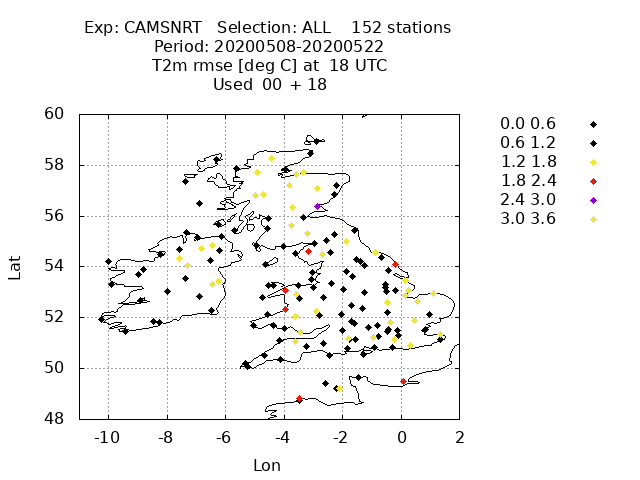 Exp: CAMSNRT Selection: ALL 152 stations
Period: 20200508-20200522
T2m rmse [deg C] at 18 UTC
Used 00 + 18
60
58
56
54
52
50
48
Lat
-10 -8 -6 -4 -2 0 2
Lon
0.0 0.6
0.6 1.2
1.2 1.8
1.8 2.4
2.4 3.0
3.0 3.6